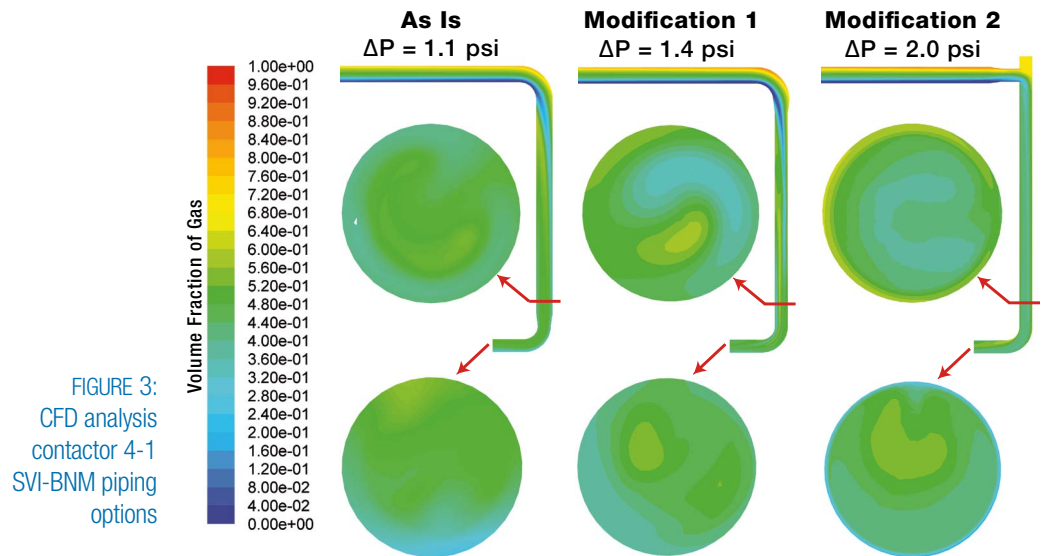 As Is
ΔP = 1.1 psi
Modification 1
ΔP = 1.4 psi
Modification 2
ΔP = 2.0 psi
Volume Fraction of Gas
1.00e+00
9.60e-01
9.20e-01
8.80e-01
8.40e-01
8.00e-01
7.60e-01
7.20e-01
6.80e-01
6.40e-01
6.00e-01
5.60e-01
5.20e-01
4.80e-01
4.40e-01
4.00e-01
3.60e-01
3.20e-01
2.80e-01
2.40e-01
2.00e-01
1.60e-01
1.20e-01
8.00e-02
4.00e-02
0.00e+00
FIGURE 3:
CFD analysis
contactor 4-1
SVI-BNM piping
options